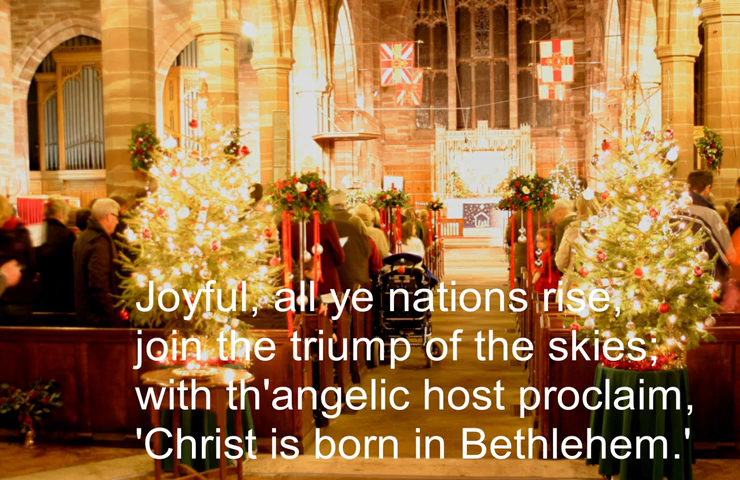 Joyful, all ye nations rise,
join the triump of the skies;
with th'angelic host proclaim,
'Christ is born in Bethlehem.'